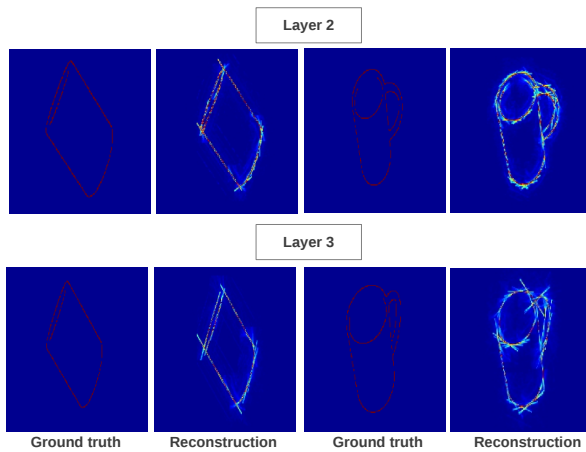 Layer 2
Layer 3
Ground truth
Reconstruction
Ground truth
Reconstruction